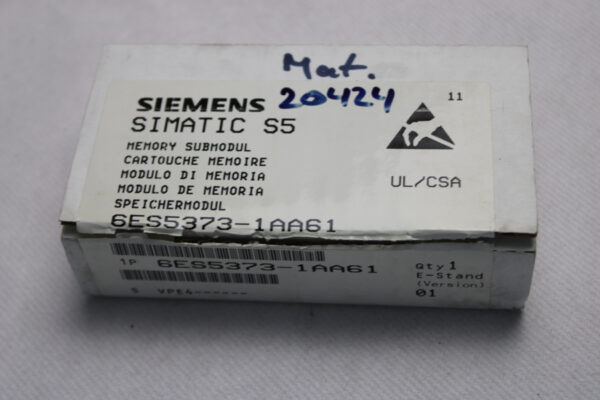 Mat.
20424
11
SIEMENS
SIMATIC S5
MEMORY SUBMODUL
CARTOUCHE MEMOIRE
MODULO DI MEMORIA
MODULO DE MEMORIA
SPEICHERMODUL
UL/CSA
6ES5373-1AA61
1P 6ES5373-1AA61
Qty 1
E-Stand
(Version)
01
S VPE4------